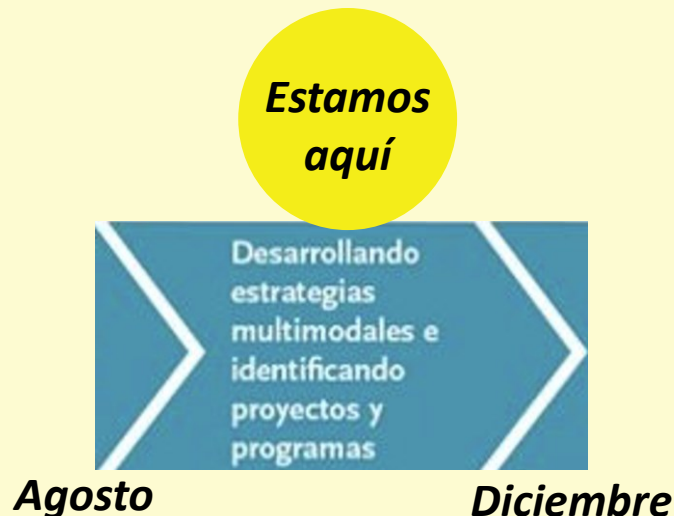 Estamos
aquí
Desarrollando
estrategias
multimodales e
identificando
proyectos y
programas
Agosto
Diciembre